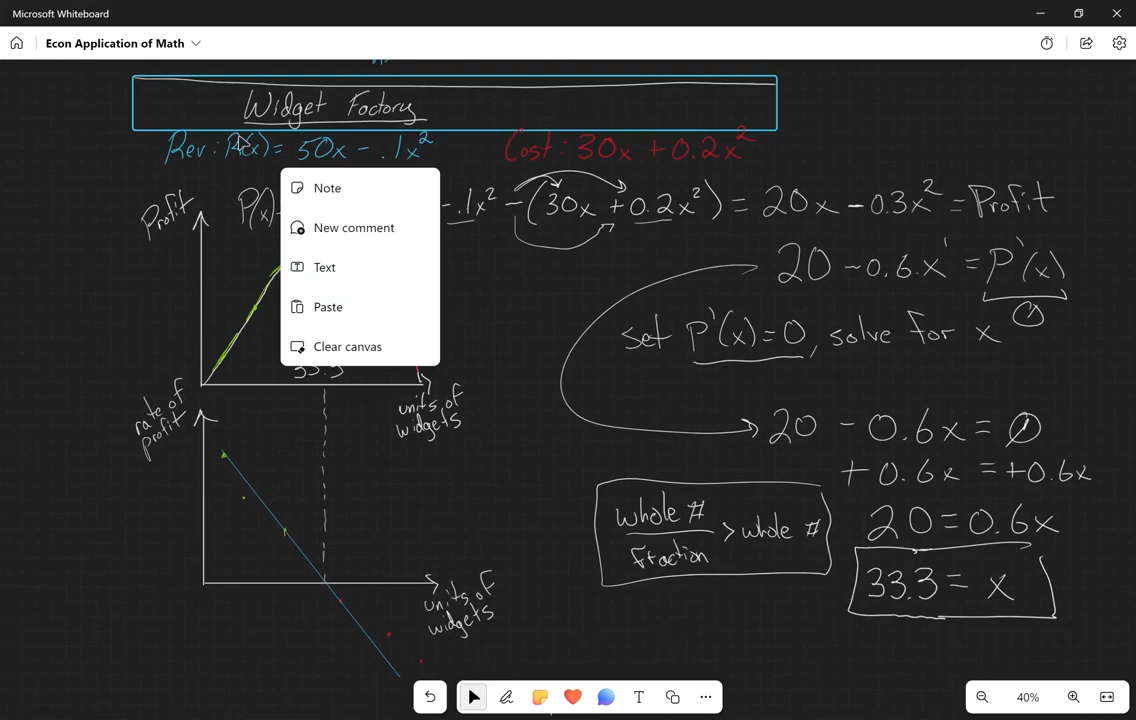 Microsoft Whiteboard
Econ Application of Math
Widget Factory
Rev: R(x) = 50x - .1x²
Cost: 30x + 0.2x²
P(x) - .1x² - (30x + 0.2x²) = 20x - 0.3x² = Profit
Profit
Note
New comment
Text
Paste
Clear canvas
20 - 0.6x' = P'(x)
0
set P'(x) = 0, solve for x
33.3
units of
widgets
rate of
profit
20 - 0.6x = 0
+ 0.6x = +0.6x
20 = 0.6x
33.3 = x
whole #
fraction
> whole #
units of
widgets
40%